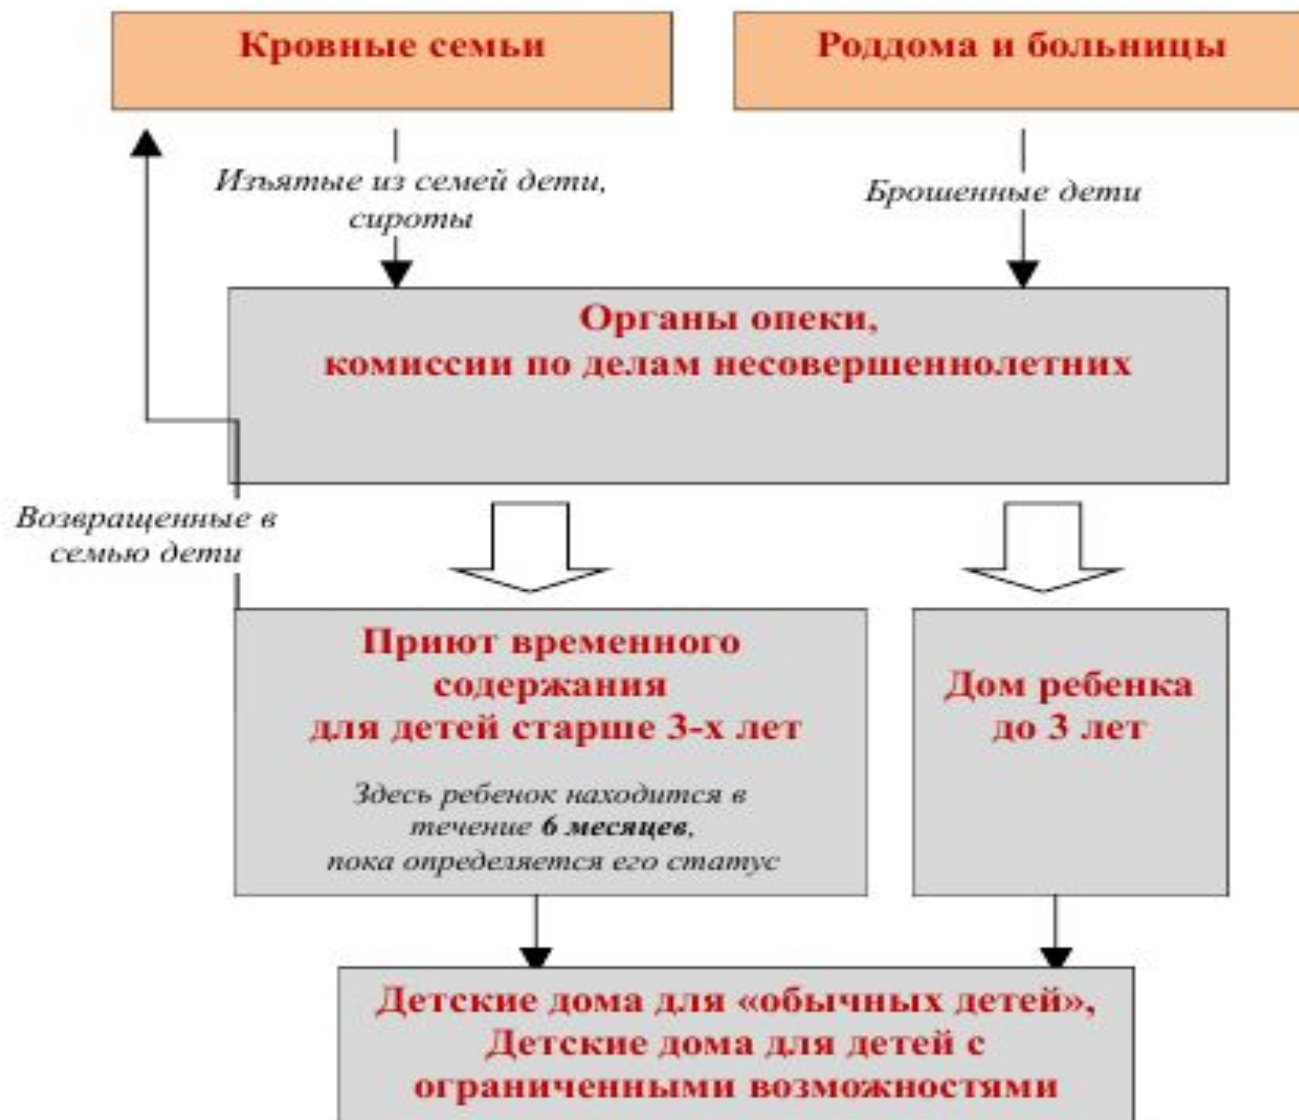 Кровные семьи
Роддома и больницы
Изъятые из семей дети,
сироты
Брошенные дети
Органы опеки,
комиссии по делам несовершеннолетних
Возвращенные в
семью дети
Приют временного
содержания
для детей старше 3-х лет
Здесь ребенок находится в
течение 6 месяцев,
пока определяется его статус
Дом ребенка
до 3 лет
Детские дома для «обычных детей»,
Детские дома для детей с
ограниченными возможностями